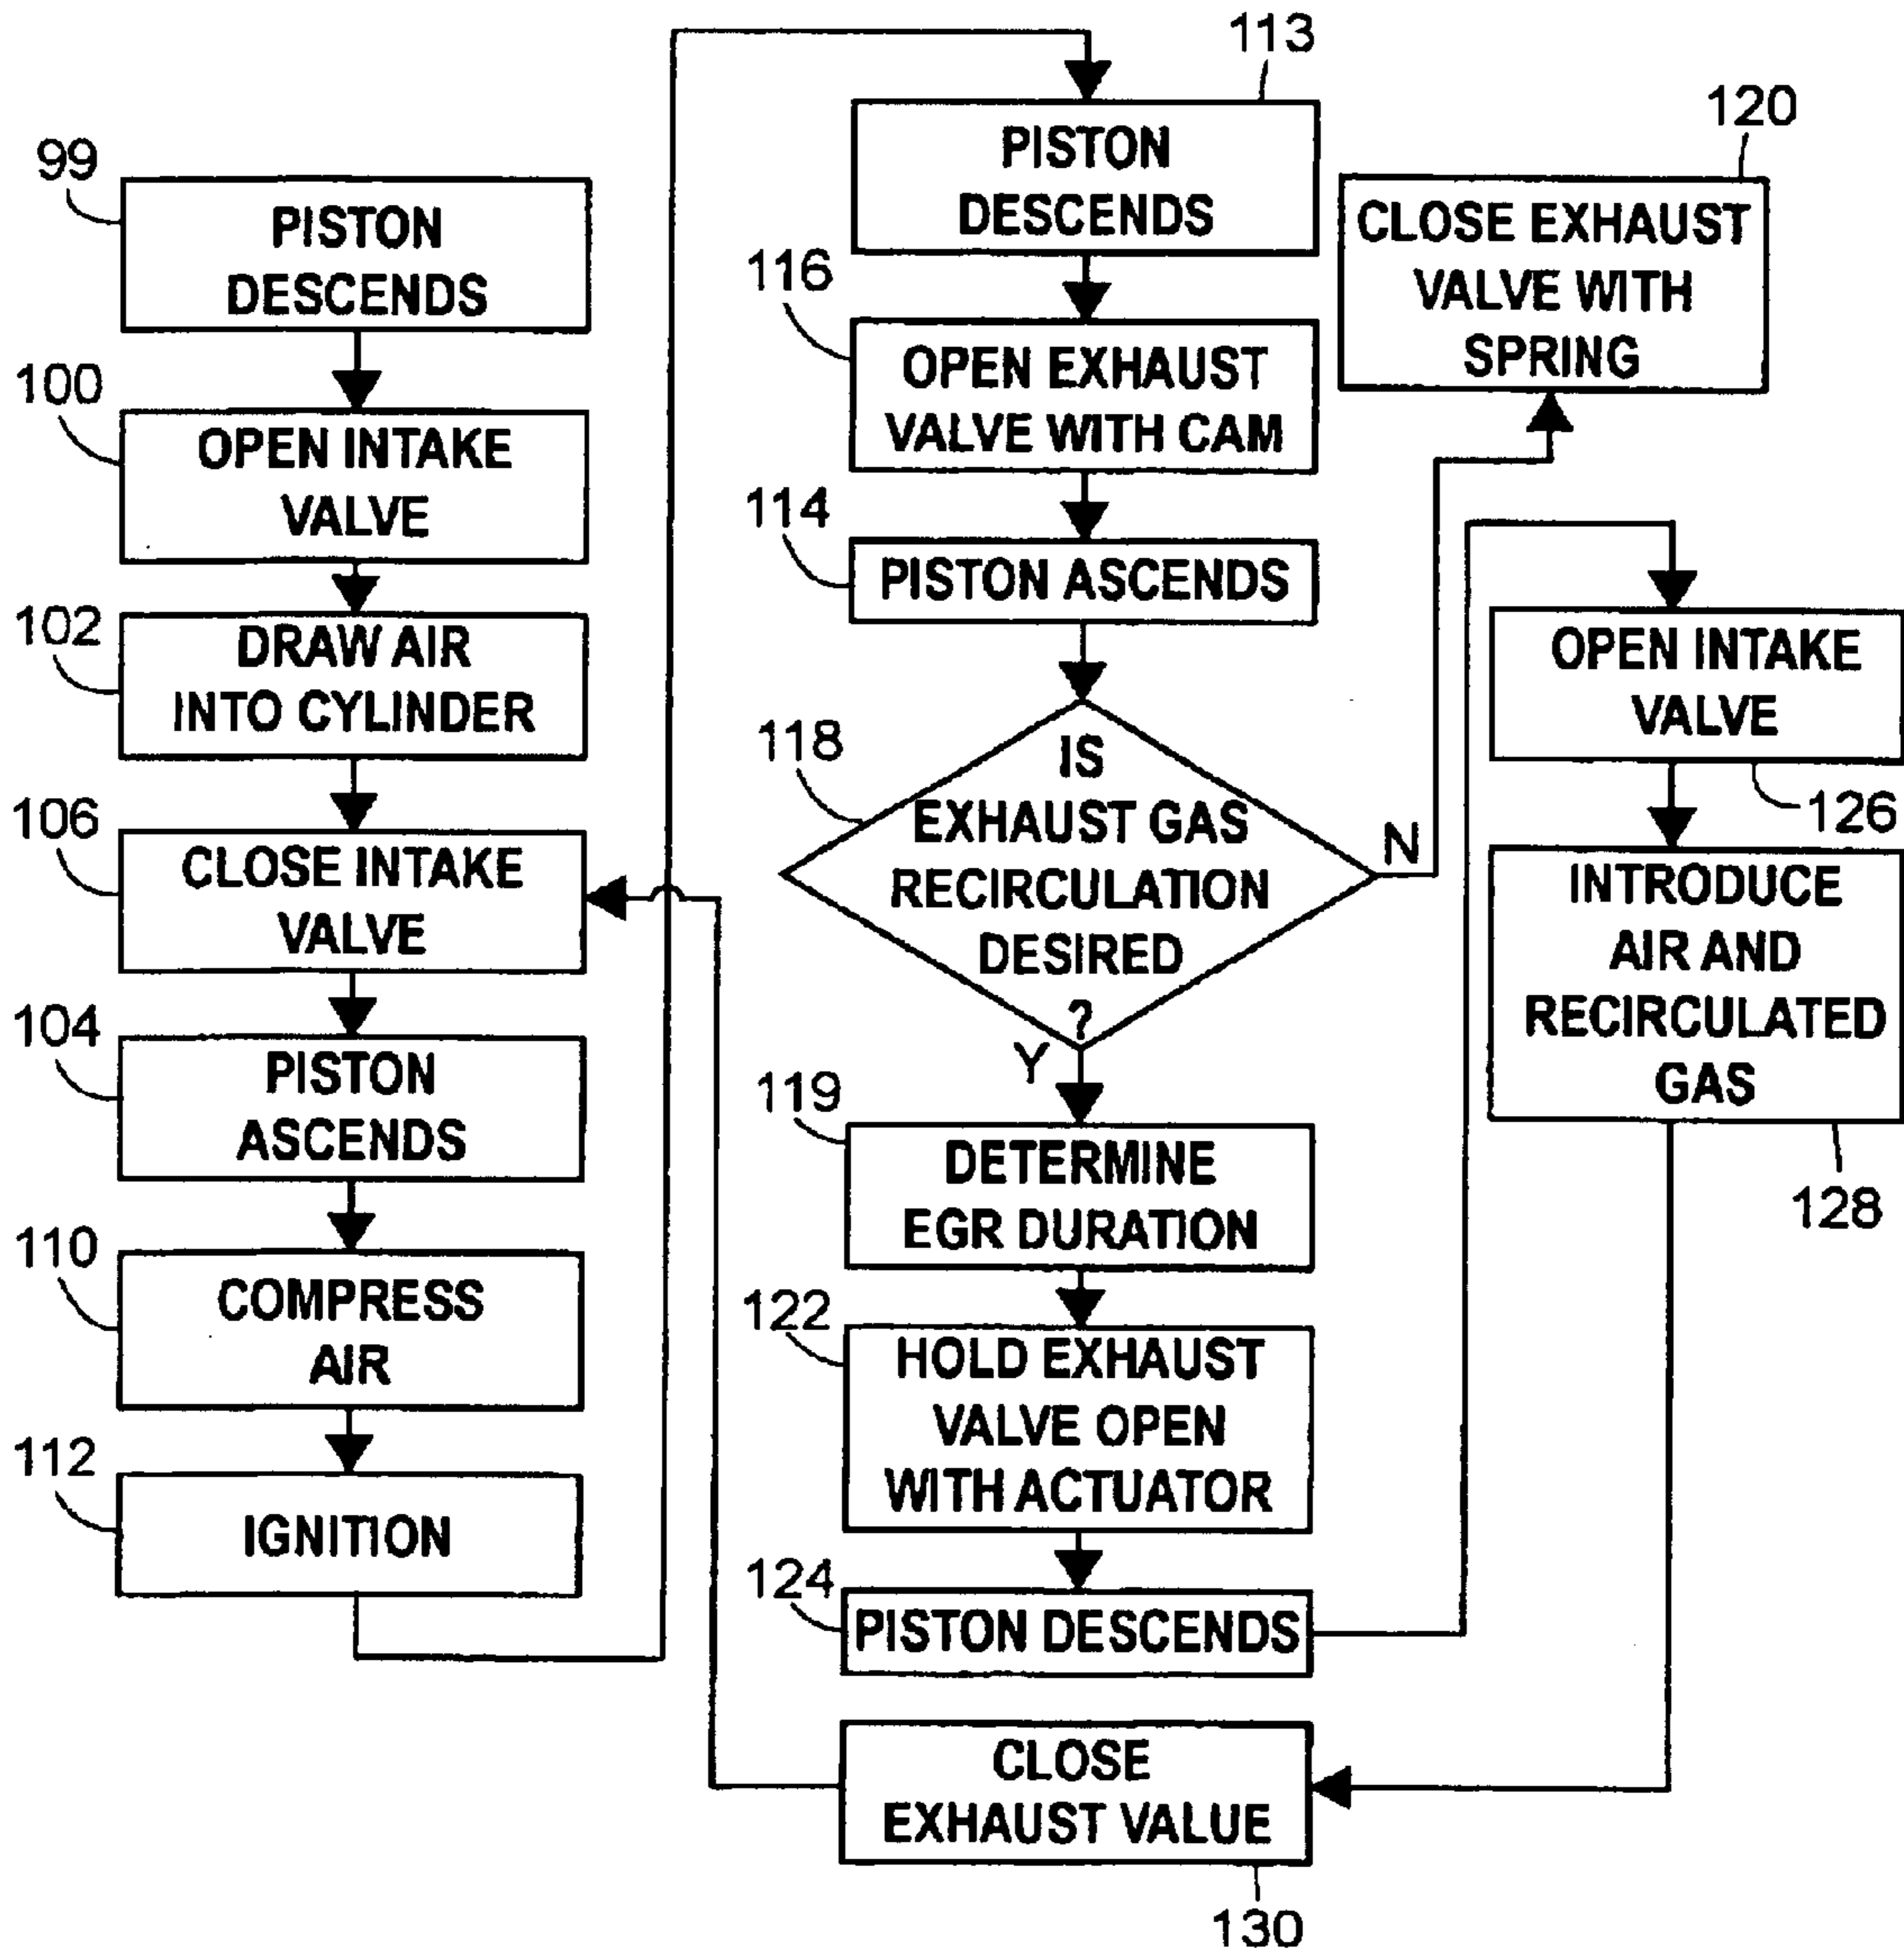 99
PISTON
DESCENDS
100
OPEN INTAKE
VALVE
102
DRAW AIR
INTO CYLINDER
106
CLOSE INTAKE
VALVE
104
PISTON
ASCENDS
110
COMPRESS
AIR
112
IGNITION
113
PISTON
DESCENDS
116
OPEN EXHAUST
VALVE WITH CAM
114
PISTON ASCENDS
118
IS
EXHAUST GAS
RECIRCULATION
DESIRED
?
N
Y
120
CLOSE EXHAUST
VALVE WITH
SPRING
119
DETERMINE
EGR DURATION
122
HOLD EXHAUST
VALVE OPEN
WITH ACTUATOR
124
PISTON DESCENDS
OPEN INTAKE
VALVE
126
INTRODUCE
AIR AND
RECIRCULATED
GAS
128
CLOSE
EXHAUST VALUE
130